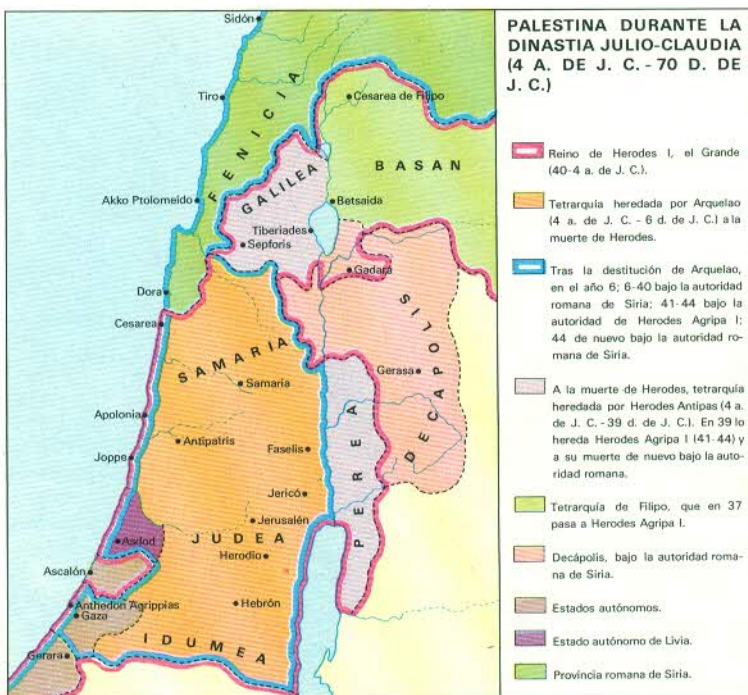 PALESTINA DURANTE LA
DINASTIA JULIO-CLAUDIA
(4 A. DE J. C. - 70 D. DE
J. C.)
Reino de Herodes I, el Grande
(40-4 a. de J. C.).
Tetrarquía heredada por Arquelao
(4 a. de J. C. - 6 d. de J. C.) a la
muerte de Herodes.
Tras la destitución de Arquelao,
en el año 6; 6-40 bajo la autoridad
romana de Siria; 41-44 bajo la
autoridad de Herodes Agripa I;
44 de nuevo bajo la autoridad ro-
mana de Siria.
A la muerte de Herodes, tetrarquía
heredada por Herodes Antipas (4 a.
de J. C. - 39 d. de J. C.). En 39 lo
hereda Herodes Agripa I (41-44) y
a su muerte de nuevo bajo la auto-
ridad romana.
Tetrarquía de Filipo, que en 37
pasa a Herodes Agripa I.
Decápolis, bajo la autoridad roma-
na de Siria.
Estados autónomos.
Estado autónomo de Livia.
Provincia romana de Siria.
Sidón
Tiro
Cesarea de Filipo
FENICIA
BASAN
GALILEA
Akko Ptolomeido
Betsaida
Tiberiades
Sepforis
Gadara
Dora
Cesarea
SAMARIA
Samaria
Gerasa
DECAPOLIS
PEREA
Apolonia
Antipatris
Joppe
Faselis
Jericó
Jerusalén
Asdod
JUDEA
Herodio
Ascalón
Anthedon Agrippias
Gaza
Hebrón
IDUMEA
Gerara